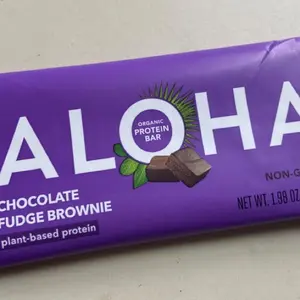 ALOHA
ORGANIC
PROTEIN
BAR
CHOCOLATE
FUDGE BROWNIE
plant-based protein
NON-G
NET WT. 1.98 OZ